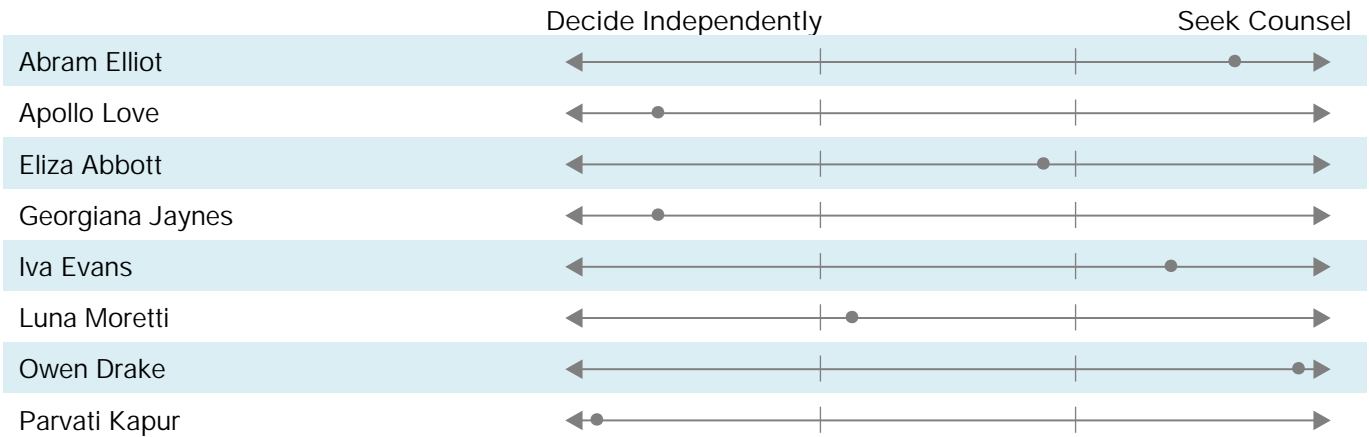 Decide Independently Seek Counsel
Abram Elliot
Apollo Love
Eliza Abbott
Georgiana Jaynes
Iva Evans
Luna Moretti
Owen Drake
Parvati Kapur